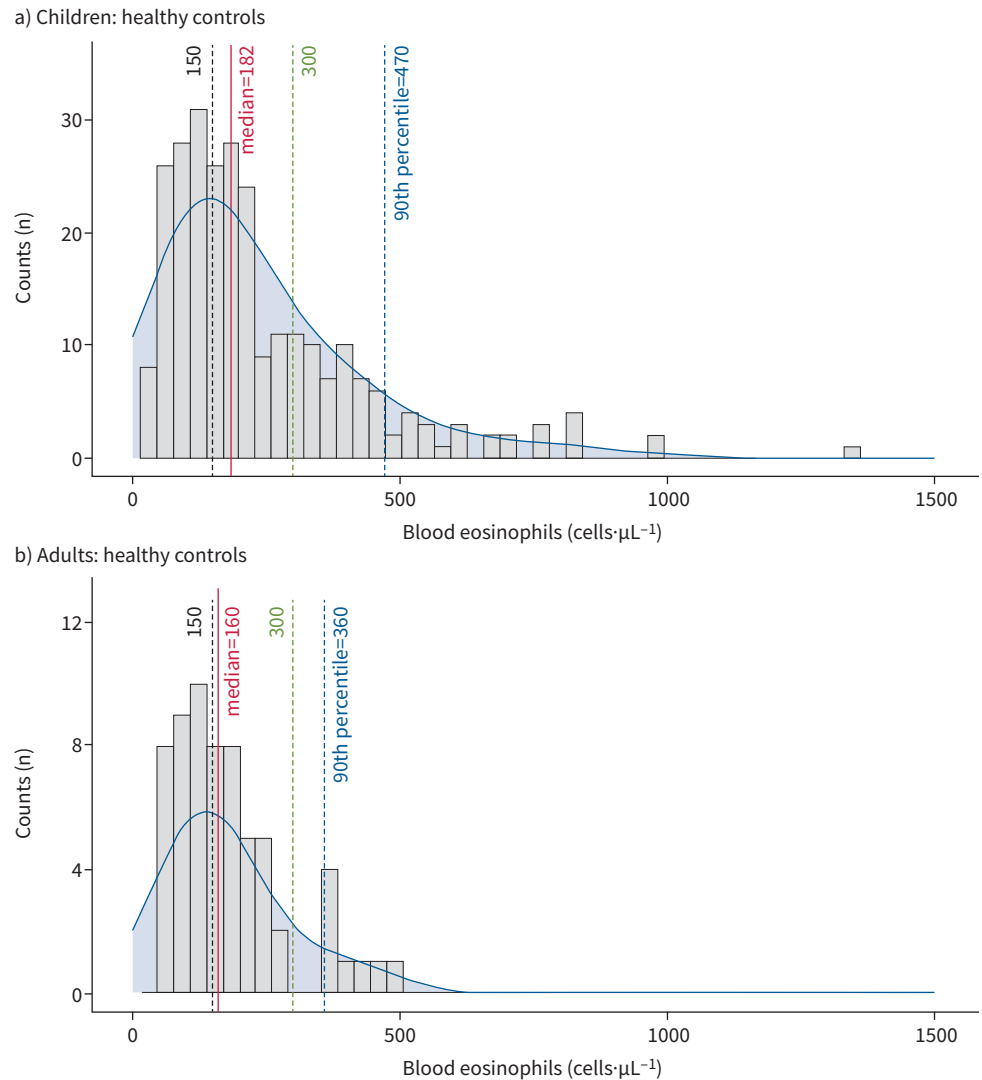 a) Children: healthy controls
150
median=182
300
90th percentile=470
30
20
10
0
Counts (n)
0 500 1000 1500
Blood eosinophils (cells·µL⁻¹)
b) Adults: healthy controls
150
median=160
300
90th percentile=360
12
8
4
0
Counts (n)
0 500 1000 1500
Blood eosinophils (cells·µL⁻¹)